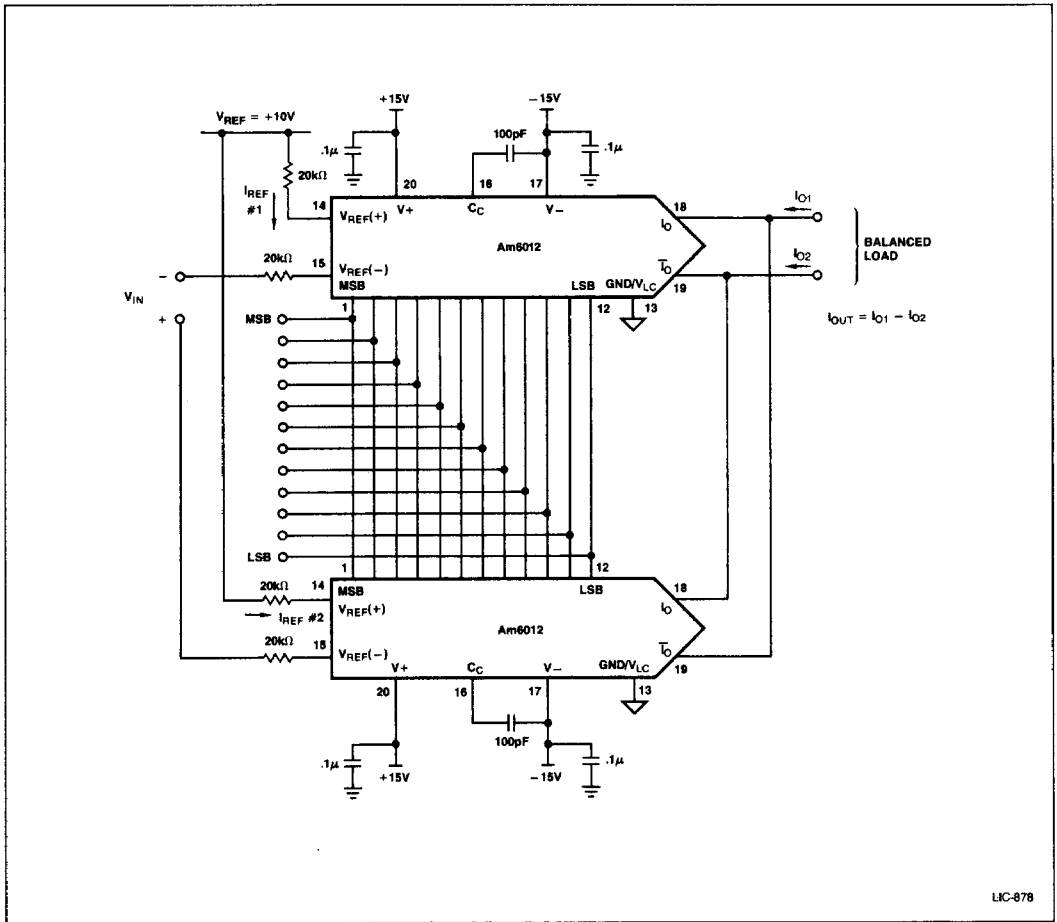 +15V
-15V
VREF = +10V
100pF
.1μ
.1μ
20kΩ
20
16
17
IREF #1
14
VREF(+)
V+
CC
V-
18
IO
IO1
Am6012
BALANCED LOAD
IO2
20kΩ
15
VREF(-)
I̅O
19
-
VIN
+
MSB
LSB
GND/VLC
1
12
13
IOUT = IO1 - IO2
MSB
LSB
1
12
20kΩ
14
MSB
LSB
18
IO
VREF(+)
IREF #2
Am6012
20kΩ
15
VREF(-)
I̅O
19
V+
CC
V-
GND/VLC
20
16
17
13
100pF
.1μ
+15V
-15V
.1μ
LIC-878